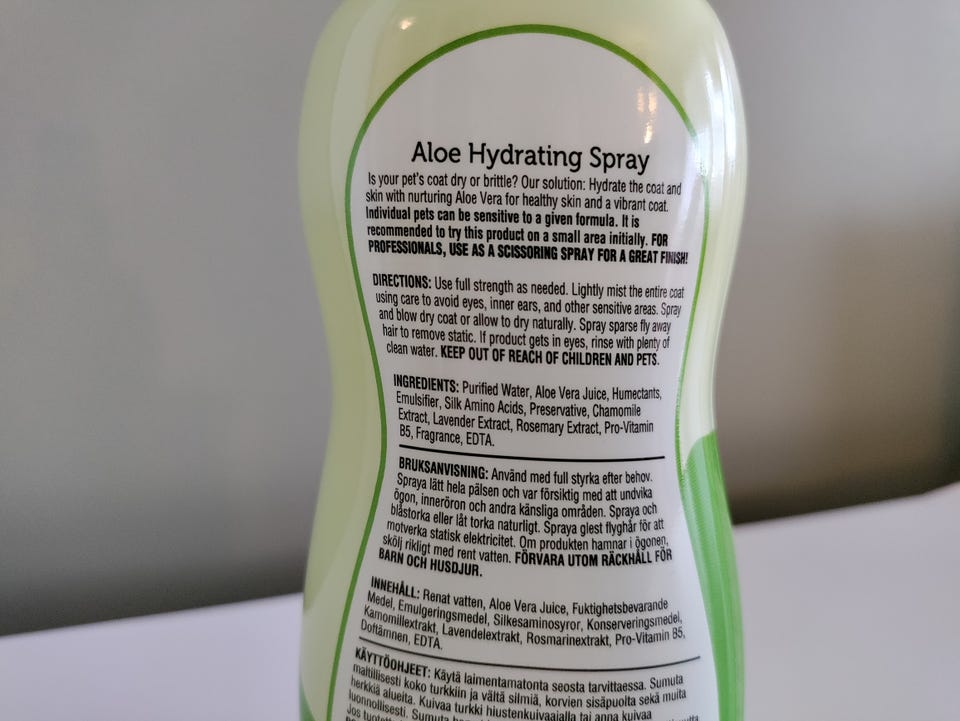 Aloe Hydrating Spray
Is your pet's coat dry or brittle? Our solution: Hydrate the coat and
skin with nurturing Aloe Vera for healthy skin and a vibrant coat.
Individual pets can be sensitive to a given formula. It is
recommended to try this product on a small area initially. FOR
PROFESSIONALS, USE AS A SCISSORING SPRAY FOR A GREAT FINISH!
DIRECTIONS: Use full strength as needed. Lightly mist the entire coat
using care to avoid eyes, inner ears, and other sensitive areas. Spray
and blow dry coat or allow to dry naturally. Spray sparse fly away
hair to remove static. If product gets in eyes, rinse with plenty of
clean water. KEEP OUT OF REACH OF CHILDREN AND PETS.
INGREDIENTS: Purified Water, Aloe Vera Juice, Humectants,
Emulsifier, Silk Amino Acids, Preservative, Chamomile
Extract, Lavender Extract, Rosemary Extract, Pro-Vitamin
B5, Fragrance, EDTA.
BRUKSANVISNING: Använd med full styrka efter behov.
Spraya lätt hela pälsen och var försiktig med att undvika
ögon, inneröron och andra känsliga områden. Spraya och
blåstorka eller låt torka naturligt. Spraya glest flyghår för att
motverka statisk elektricitet. Om produkten hamnar i ögonen,
skölj rikligt med rent vatten. FÖRVARA UTOM RÄCKHÅLL FÖR
BARN OCH HUSDJUR.
INNEHÅLL: Renat vatten, Aloe Vera Juice, Fuktighetsbevarande
Medel, Emulgeringsmedel, Silkesaminosyror, Konserveringsmedel,
Kamomillextrakt, Lavendelextrakt, Rosmarinextrakt, Pro-Vitamin B5,
Doftämnen, EDTA.
KÄYTTÖOHJEET: Käytä laimentamatonta seosta tarvittaessa. Sumuta
maltillisesti koko turkkiin ja vältä silmiä, korvien sisäpuolta sekä muita
herkkiä alueita. Kuivaa turkki hiustenkuivaajalla tai anna kuivaa
luonnollisesti. Sumuta
Jos